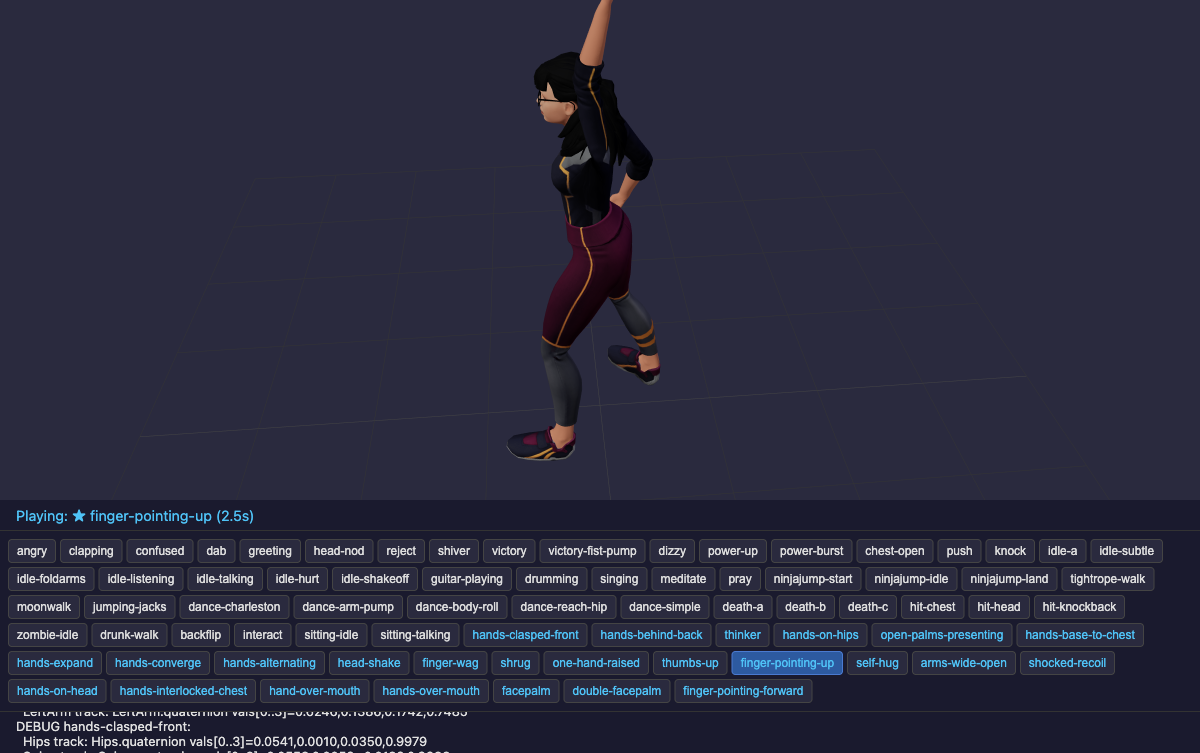 Playing: ★ finger-pointing-up (2.5s)
angry clapping confused dab greeting head-nod reject shiver victory victory-fist-pump dizzy power-up power-burst chest-open push knock idle-a idle-subtle
idle-foldarms idle-listening idle-talking idle-hurt idle-shakeoff guitar-playing drumming singing meditate pray ninjajump-start ninjajump-idle ninjajump-land tightrope-walk
moonwalk jumping-jacks dance-charleston dance-arm-pump dance-body-roll dance-reach-hip dance-simple death-a death-b death-c hit-chest hit-head hit-knockback
zombie-idle drunk-walk backflip interact sitting-idle sitting-talking hands-clasped-front hands-behind-back thinker hands-on-hips open-palms-presenting hands-base-to-chest
hands-expand hands-converge hands-alternating head-shake finger-wag shrug one-hand-raised thumbs-up finger-pointing-up self-hug arms-wide-open shocked-recoil
hands-on-head hands-interlocked-chest hand-over-mouth hands-over-mouth facepalm double-facepalm finger-pointing-forward
LeftArm track: LeftArm.quaternion
DEBUG hands-clasped-front:
Hips track: Hips.quaternion vals[0..3]=0.0541,0.0010,0.0350,0.9979